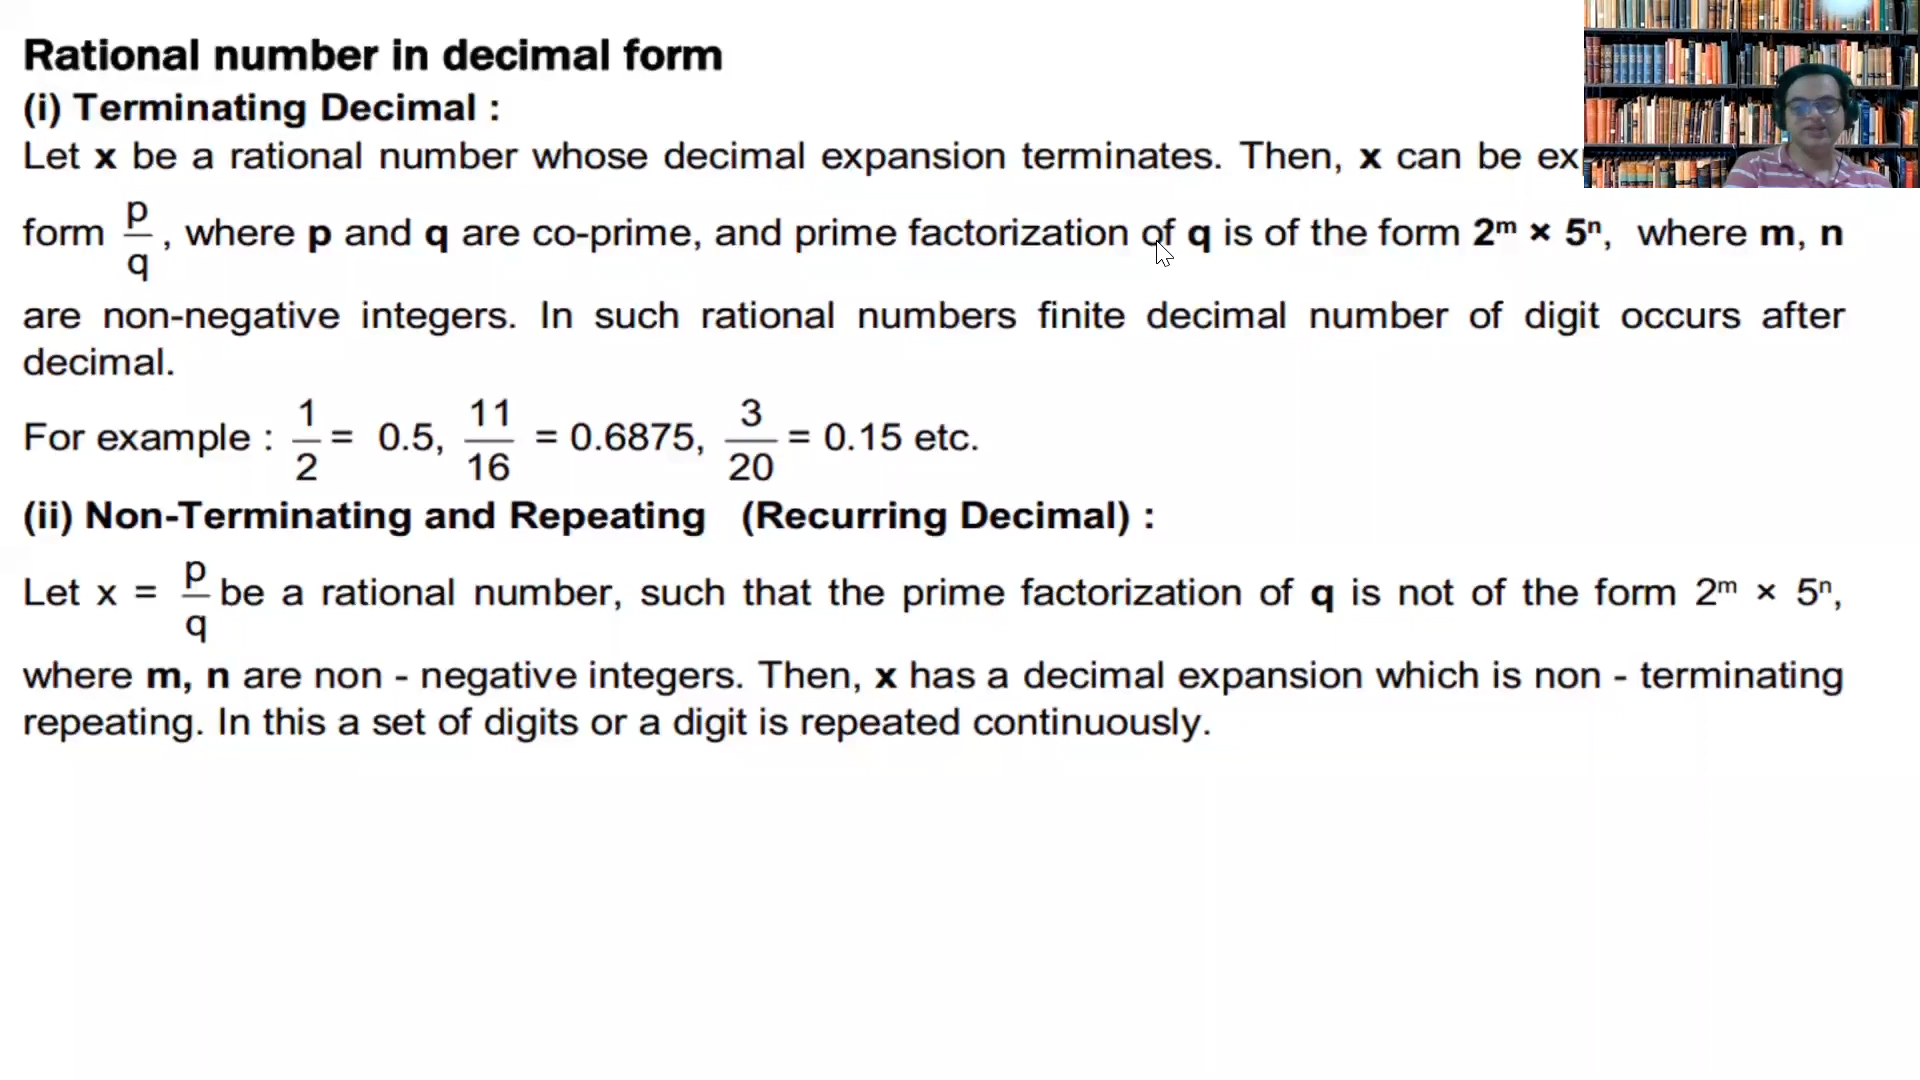 Rational number in decimal form
(i) Terminating Decimal :
Let x be a rational number whose decimal expansion terminates. Then, x can be ex
form p/q , where p and q are co-prime, and prime factorization of q is of the form 2ᵐ × 5ⁿ, where m, n
are non-negative integers. In such rational numbers finite decimal number of digit occurs after
decimal.
For example : 1/2 = 0.5, 11/16 = 0.6875, 3/20 = 0.15 etc.
(ii) Non-Terminating and Repeating (Recurring Decimal) :
Let x = p/q be a rational number, such that the prime factorization of q is not of the form 2ᵐ × 5ⁿ,
where m, n are non - negative integers. Then, x has a decimal expansion which is non - terminating
repeating. In this a set of digits or a digit is repeated continuously.